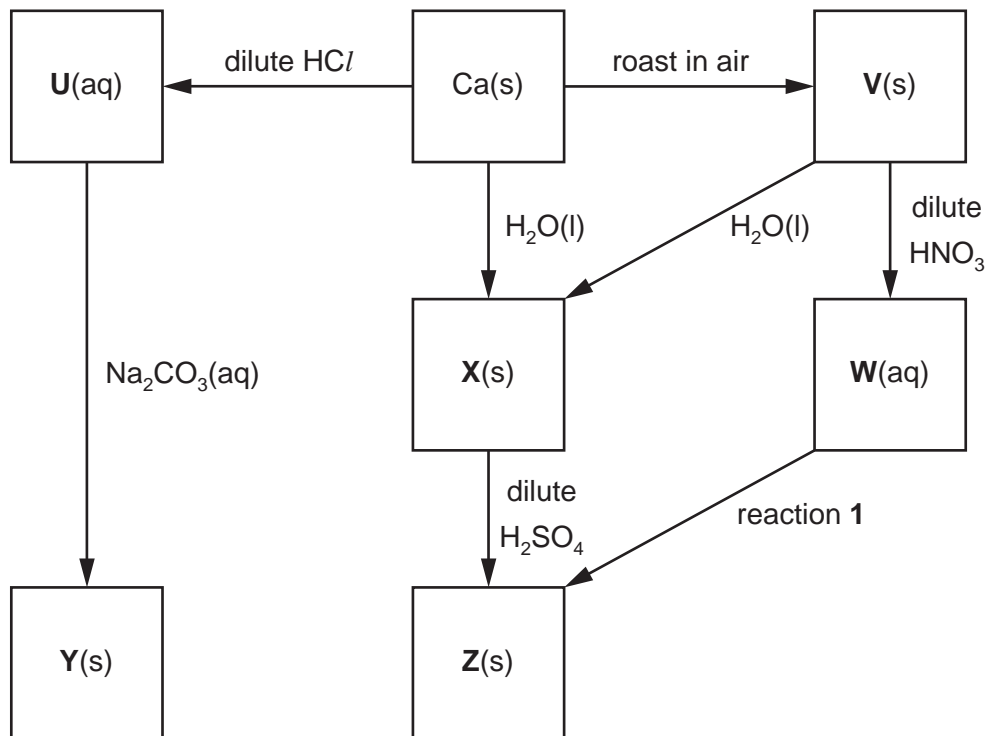 U(aq)
dilute HCl
Ca(s)
roast in air
V(s)
H₂O(l)
H₂O(l)
dilute
HNO₃
Na₂CO₃(aq)
X(s)
W(aq)
dilute
H₂SO₄
reaction 1
Y(s)
Z(s)